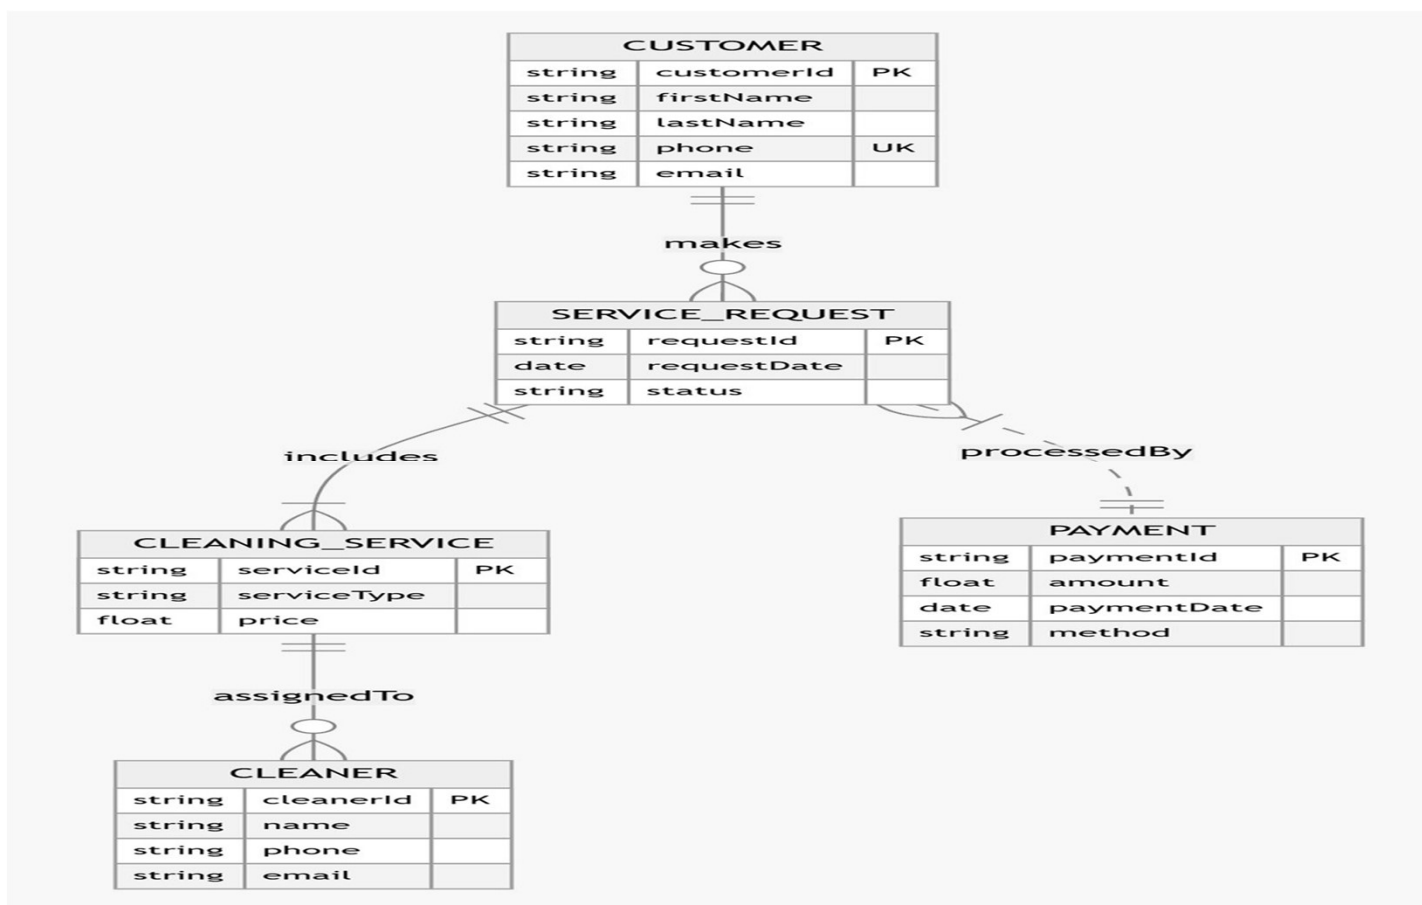 CUSTOMER
string customerId PK
string firstName
string lastName
string phone UK
string email
makes
SERVICE_REQUEST
string requestId PK
date requestDate
string status
includes
processedBy
CLEANING_SERVICE
string serviceId PK
string serviceType
float price
PAYMENT
string paymentId PK
float amount
date paymentDate
string method
assignedTo
CLEANER
string cleanerId PK
string name
string phone
string email